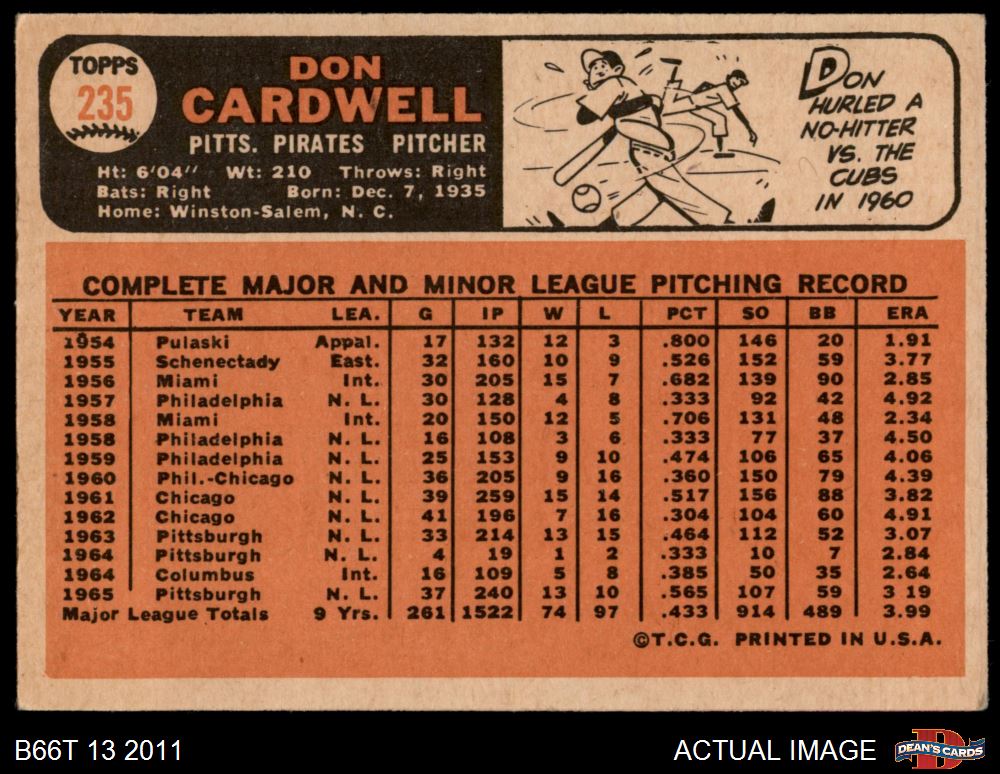 TOPPS
235
DON
CARDWELL
PITTS. PIRATES PITCHER
Ht: 6'04" Wt: 210 Throws: Right
Bats: Right Born: Dec. 7, 1935
Home: Winston-Salem, N. C.
DON
HURLED A
NO-HITTER
VS. THE
CUBS
IN 1960
COMPLETE MAJOR AND MINOR LEAGUE PITCHING RECORD
YEAR TEAM LEA. G IP W L PCT SO BB ERA
1954 Pulaski Appal. 17 132 12 3 .800 146 20 1.91
1955 Schenectady East. 32 160 10 9 .526 152 59 3.77
1956 Miami Int. 30 205 15 7 .682 139 90 2.85
1957 Philadelphia N. L. 30 128 4 8 .333 92 42 4.92
1958 Miami Int. 20 150 12 5 .706 131 48 2.34
1958 Philadelphia N. L. 16 108 3 6 .333 77 37 4.50
1959 Philadelphia N. L. 25 153 9 10 .474 106 65 4.06
1960 Phil.-Chicago N. L. 36 205 9 16 .360 150 79 4.39
1961 Chicago N. L. 39 259 15 14 .517 156 88 3.82
1962 Chicago N. L. 41 196 7 16 .304 104 60 4.91
1963 Pittsburgh N. L. 33 214 13 15 .464 112 52 3.07
1964 Pittsburgh N. L. 4 19 1 2 .333 10 7 2.84
1964 Columbus Int. 16 109 5 8 .385 50 35 2.64
1965 Pittsburgh N. L. 37 240 13 10 .565 107 59 3 19
Major League Totals 9 Yrs. 261 1522 74 97 .433 914 489 3.99
©T.C.G. PRINTED IN U.S.A.
B66T 13 2011
ACTUAL IMAGE
DEAN'S CARDS